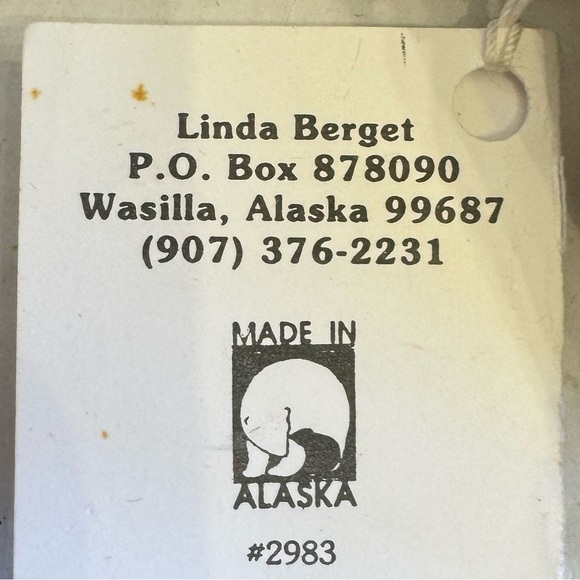 Linda Berget
P.O. Box 878090
Wasilla, Alaska 99687
(907) 376-2231
MADE IN
ALASKA
#2983